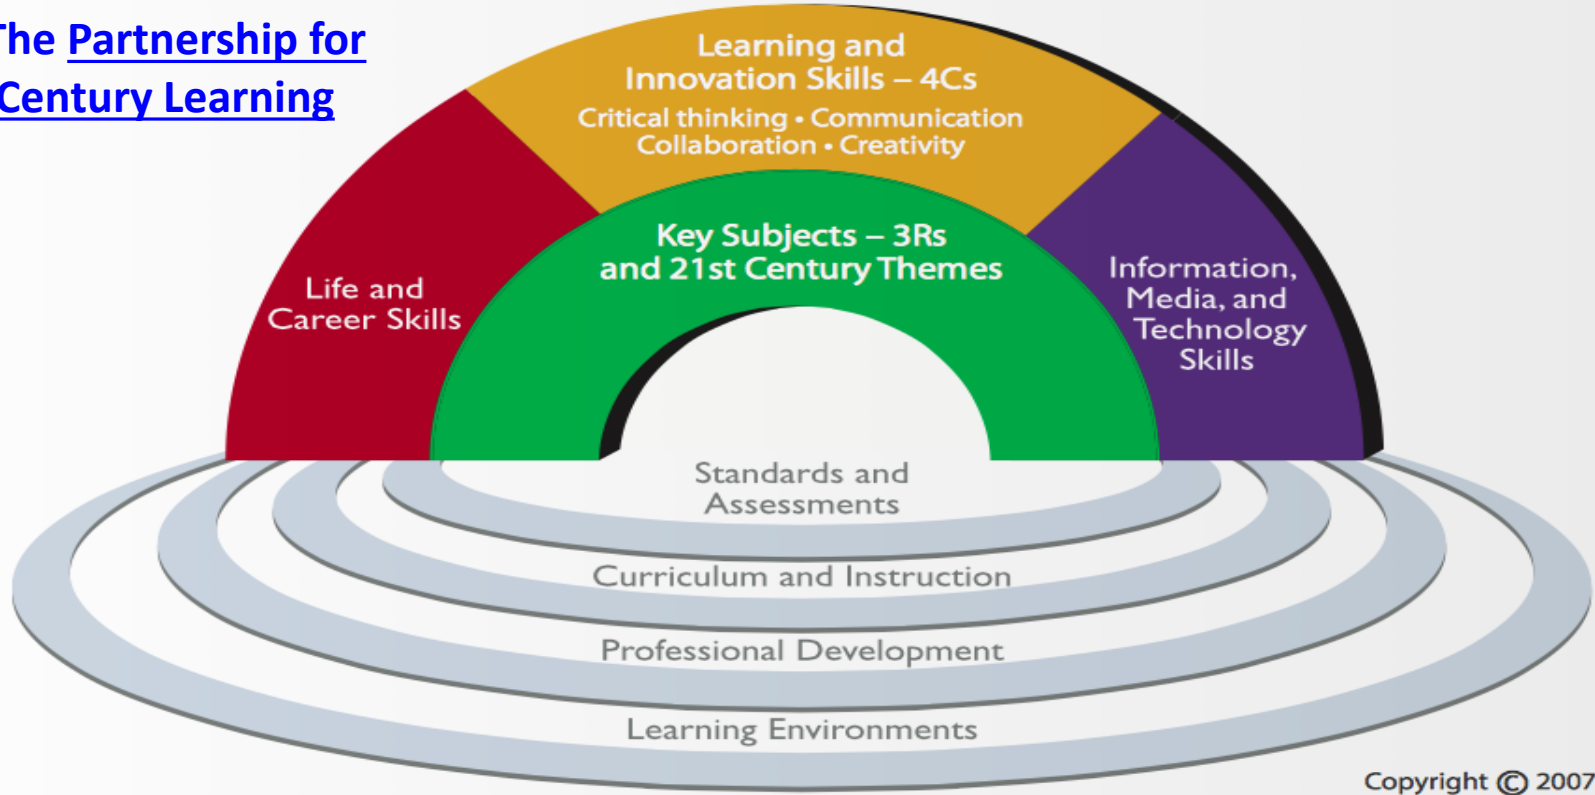 The Partnership for
Century Learning
Learning and
Innovation Skills – 4Cs
Critical thinking • Communication
Collaboration • Creativity
Key Subjects – 3Rs
and 21st Century Themes
Life and
Career Skills
Information,
Media, and
Technology
Skills
Standards and
Assessments
Curriculum and Instruction
Professional Development
Learning Environments
Copyright © 2007